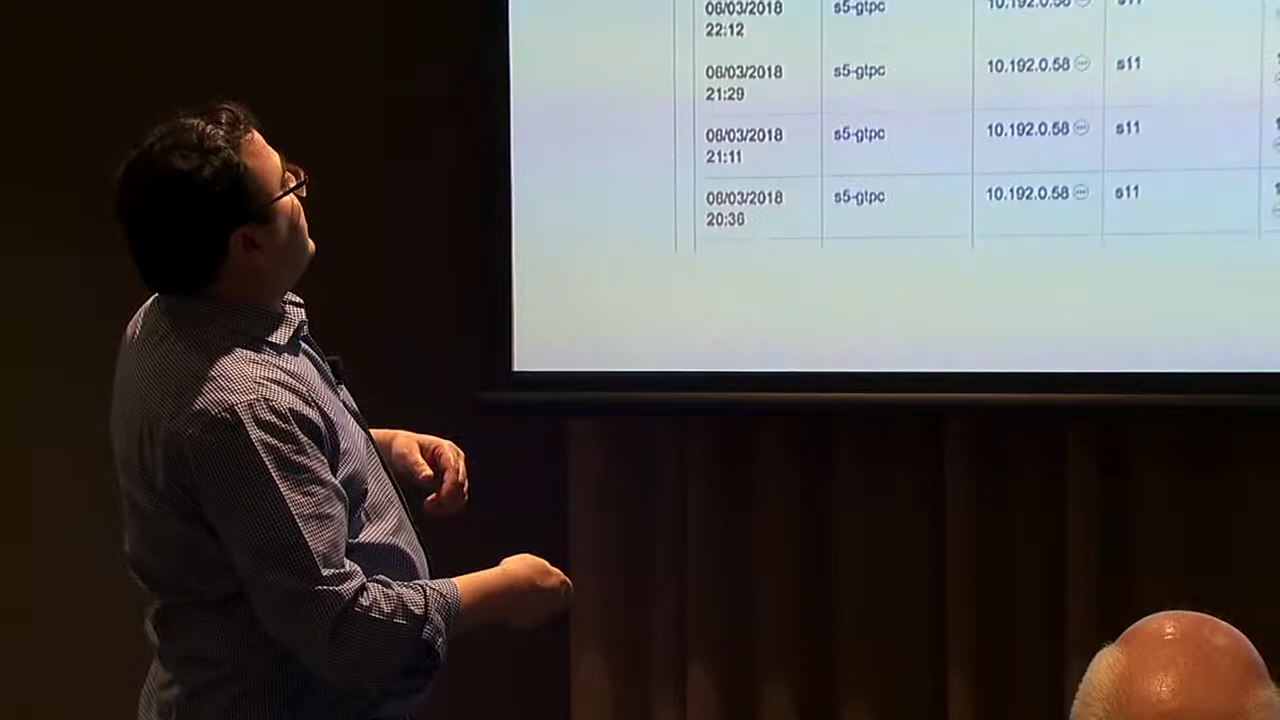 06/03/2018 s5-gtpc 10.192.0.58 s11
22:12
06/03/2018 s5-gtpc 10.192.0.58 s11
21:29
06/03/2018 s5-gtpc 10.192.0.58 s11
21:11
06/03/2018 s5-gtpc 10.192.0.58 s11
20:36